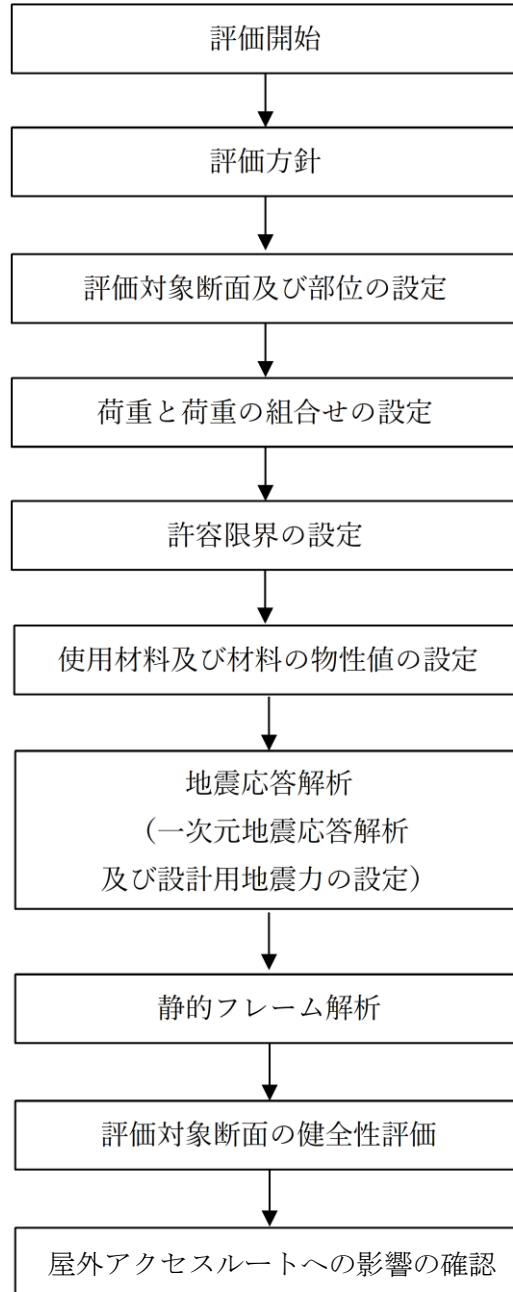 評価開始
評価方針
評価対象断面及び部位の設定
荷重と荷重の組合せの設定
許容限界の設定
使用材料及び材料の物性値の設定
地震応答解析
（一次元地震応答解析
及び設計用地震力の設定）
静的フレーム解析
評価対象断面の健全性評価
屋外アクセスルートへの影響の確認